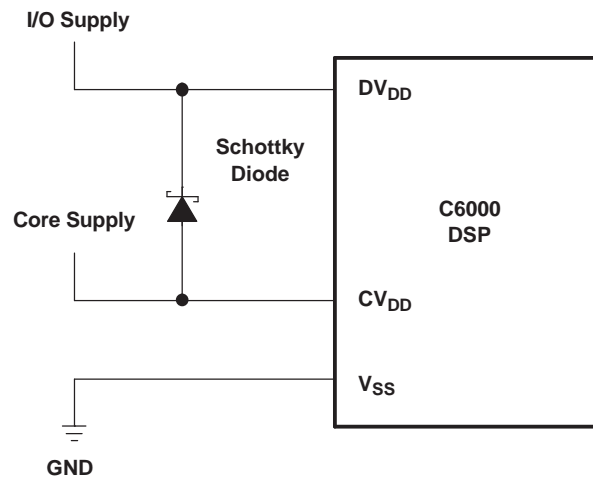 I/O Supply
DVDD
Schottky
Diode
C6000
DSP
Core Supply
CVDD
VSS
GND